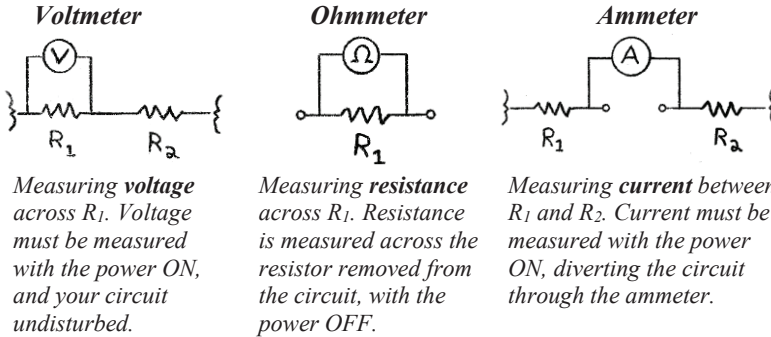 Voltmeter
V
R1
R2
Measuring voltage
across R1. Voltage
must be measured
with the power ON,
and your circuit
undisturbed.
Ohmmeter
Ω
R1
Measuring resistance
across R1. Resistance
is measured across the
resistor removed from
the circuit, with the
power OFF.
Ammeter
A
R1
R2
Measuring current between
R1 and R2. Current must be
measured with the power
ON, diverting the circuit
through the ammeter.